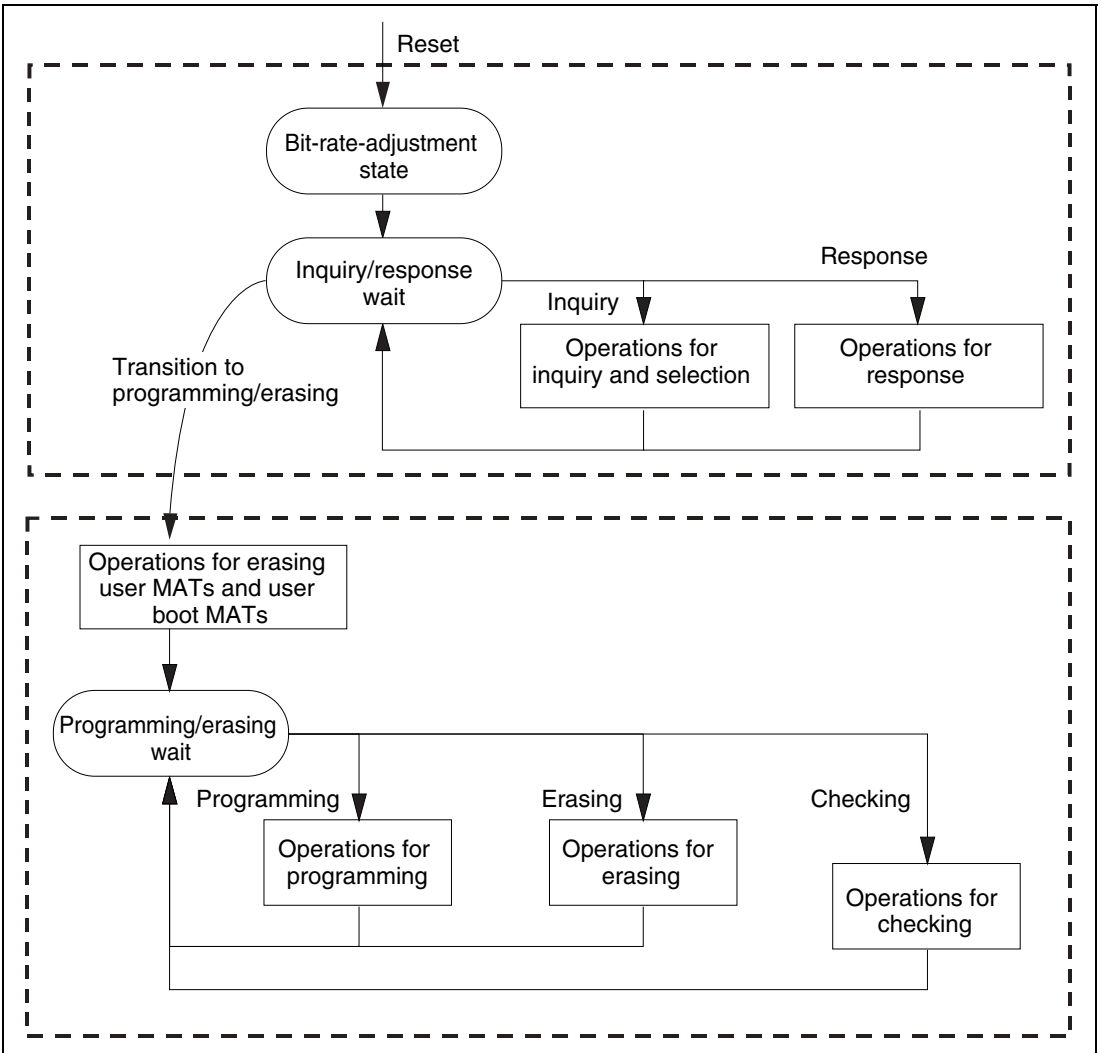 Reset
Bit-rate-adjustment
state
Inquiry/response
wait
Response
Inquiry
Operations for
inquiry and selection
Operations for
response
Transition to
programming/erasing
Operations for erasing
user MATs and user
boot MATs
Programming/erasing
wait
Programming
Erasing
Checking
Operations for
programming
Operations for
erasing
Operations for
checking